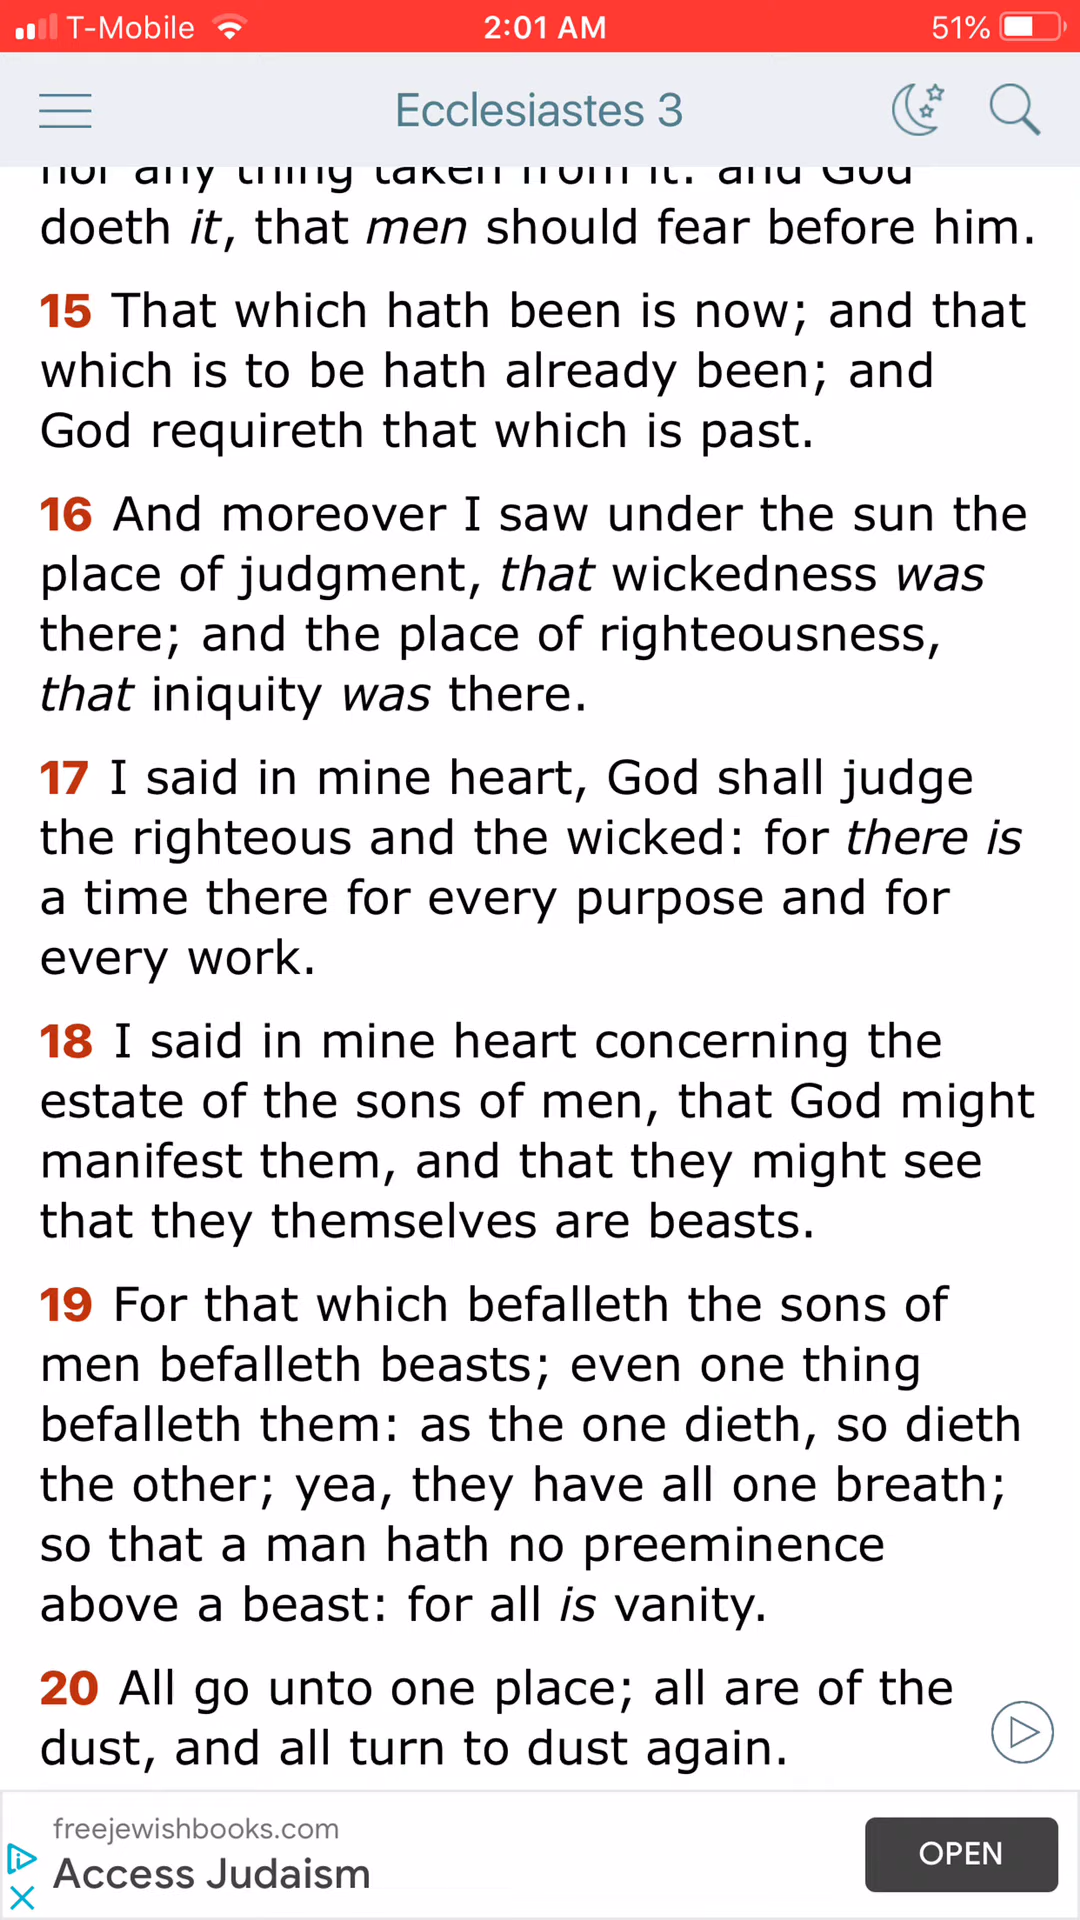 T-Mobile 2:01 AM 51%
Ecclesiastes 3
nor any thing taken from it: and God
doeth it, that men should fear before him.
15 That which hath been is now; and that
which is to be hath already been; and
God requireth that which is past.
16 And moreover I saw under the sun the
place of judgment, that wickedness was
there; and the place of righteousness,
that iniquity was there.
17 I said in mine heart, God shall judge
the righteous and the wicked: for there is
a time there for every purpose and for
every work.
18 I said in mine heart concerning the
estate of the sons of men, that God might
manifest them, and that they might see
that they themselves are beasts.
19 For that which befalleth the sons of
men befalleth beasts; even one thing
befalleth them: as the one dieth, so dieth
the other; yea, they have all one breath;
so that a man hath no preeminence
above a beast: for all is vanity.
20 All go unto one place; all are of the
dust, and all turn to dust again.
freejewishbooks.com
Access Judaism
OPEN